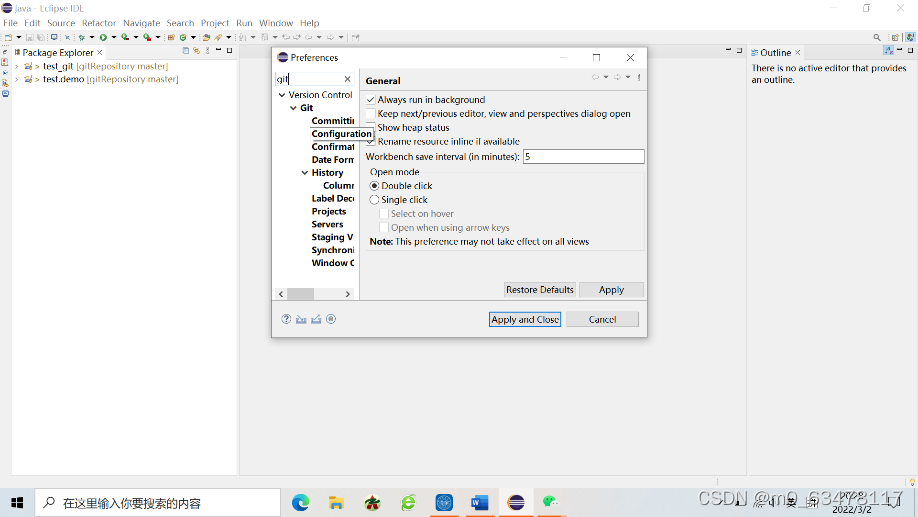 java - Eclipse IDE
File Edit Source Refactor Navigate Search Project Run Window Help
Package Explorer
test_git [gitRepository master]
test.demo [gitRepository master]
Preferences
git
Version Control
Git
Committin
Configuration
Confirmat
Date Form
History
Column
Label Deco
Projects
Servers
Staging V
Synchroni
Window C
General
Always run in background
Keep next/previous editor, view and perspectives dialog open
Show heap status
Rename resource inline if available
Workbench save interval (in minutes): 5
Open mode
Double click
Single click
Select on hover
Open when using arrow keys
Note: This preference may not take effect on all views
Restore Defaults Apply
Apply and Close Cancel
Outline
There is no active editor that provides
an outline.
在这里输入你要搜索的内容
英
2022/3/2
CSDN @m0_63478117